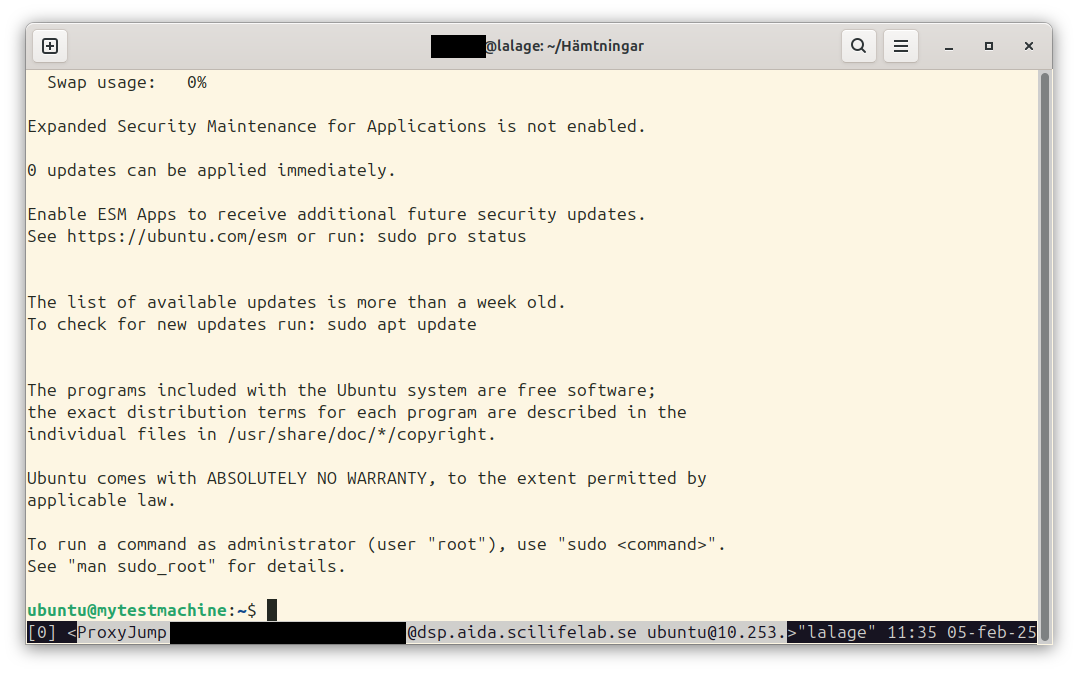 @lalage: ~/Hämtningar
  Swap usage:   0%
Expanded Security Maintenance for Applications is not enabled.
0 updates can be applied immediately.
Enable ESM Apps to receive additional future security updates.
See https://ubuntu.com/esm or run: sudo pro status
The list of available updates is more than a week old.
To check for new updates run: sudo apt update
The programs included with the Ubuntu system are free software;
the exact distribution terms for each program are described in the
individual files in /usr/share/doc/*/copyright.
Ubuntu comes with ABSOLUTELY NO WARRANTY, to the extent permitted by
applicable law.
To run a command as administrator (user "root"), use "sudo <command>".
See "man sudo_root" for details.
ubuntu@mytestmachine:~$
[0] <ProxyJump @dsp.aida.scilifelab.se ubuntu@10.253.>"lalage" 11:35 05-feb-25